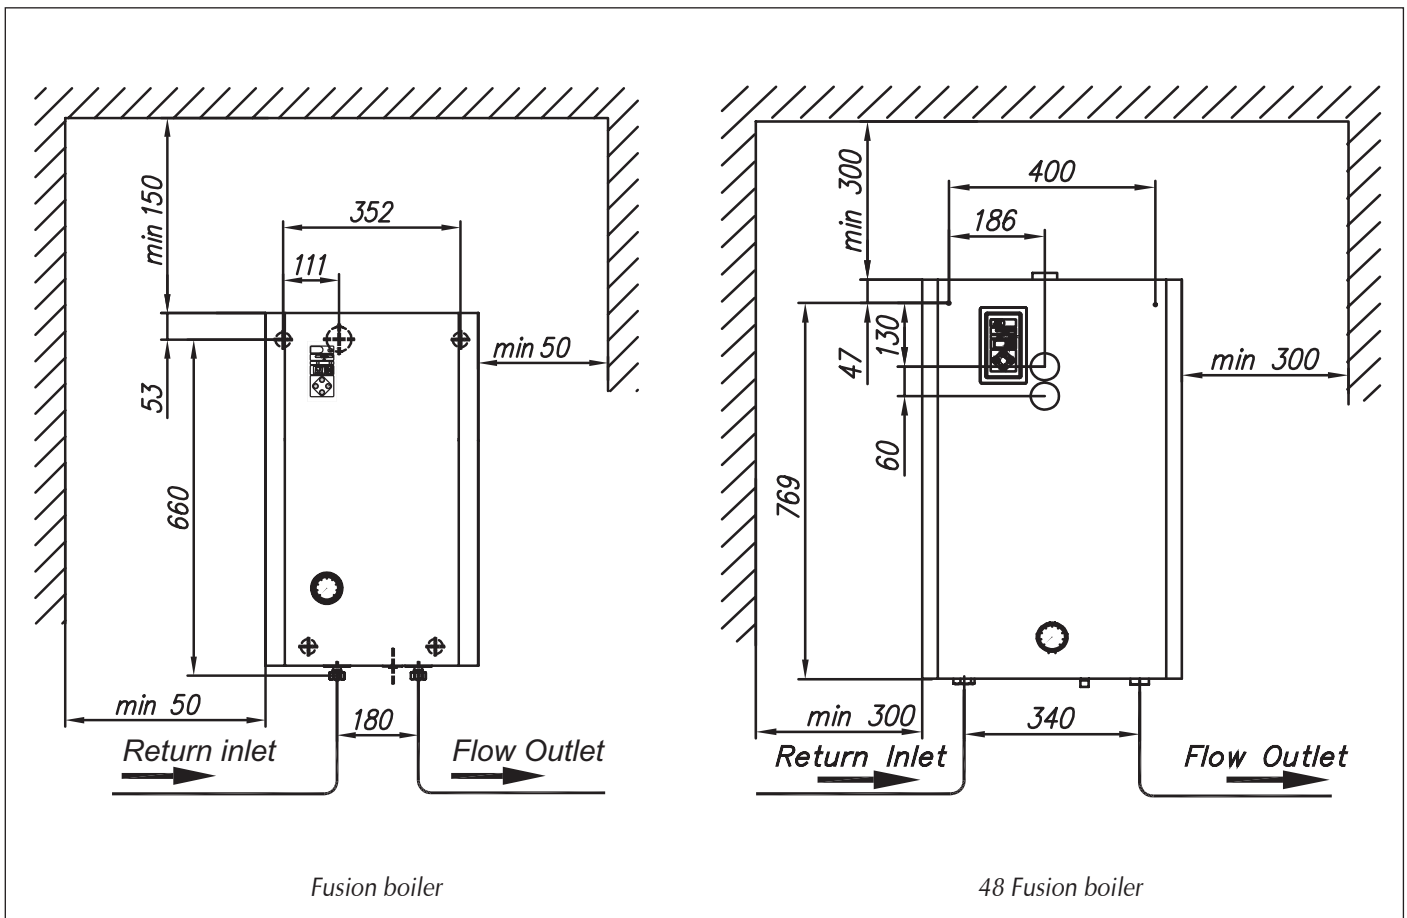 min 150
352
111
min 50
53
660
min 50
180
Return inlet
Flow Outlet
Fusion boiler
min 300
400
186
130
47
min 300
60
769
min 300
340
Return Inlet
Flow Outlet
48 Fusion boiler